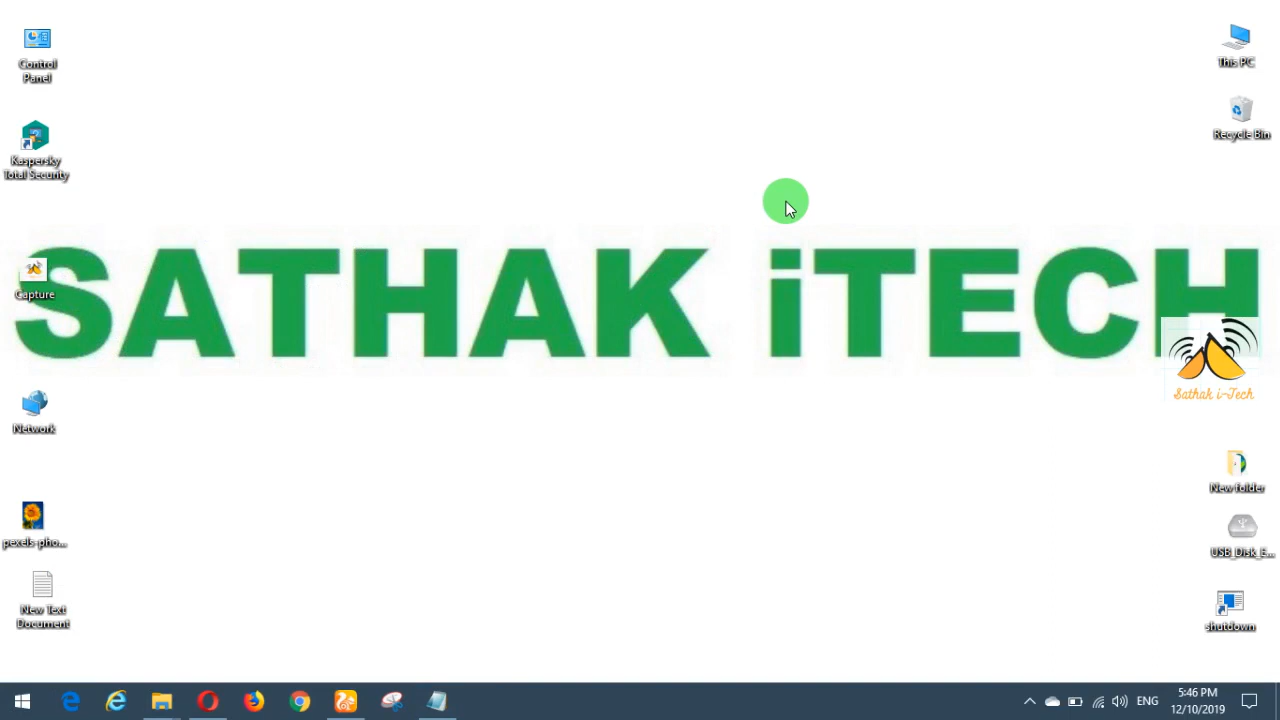 Control
Panel
This PC
Recycle Bin
Kaspersky
Total Security
SATHAK iTECH
Capture
Sathak i-Tech
Network
New folder
pexels-pho...
USB_Disk_E...
New Text
Document
shutdown
ENG
5:46 PM
12/10/2019